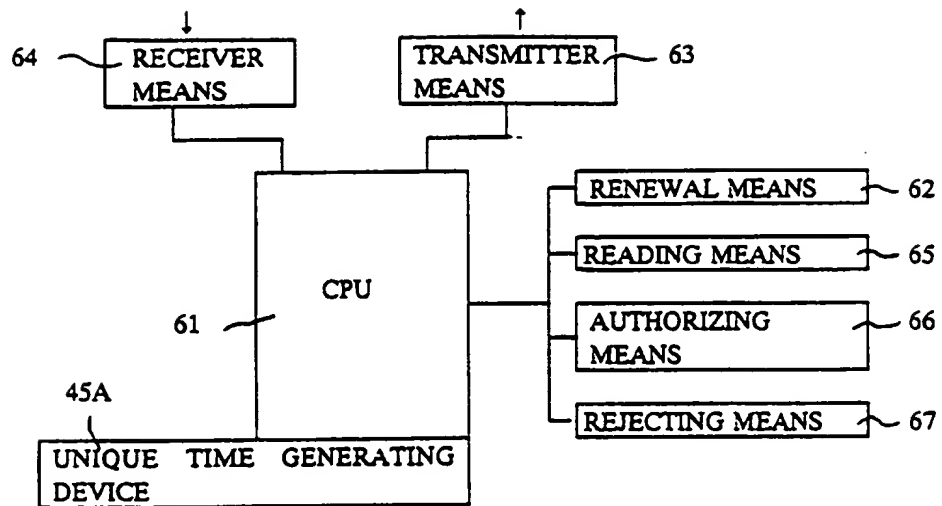 64
RECEIVER
MEANS
TRANSMITTER
MEANS
63
RENEWAL MEANS
62
READING MEANS
65
CPU
61
AUTHORIZING
MEANS
66
45A
REJECTING MEANS
67
UNIQUE TIME GENERATING
DEVICE